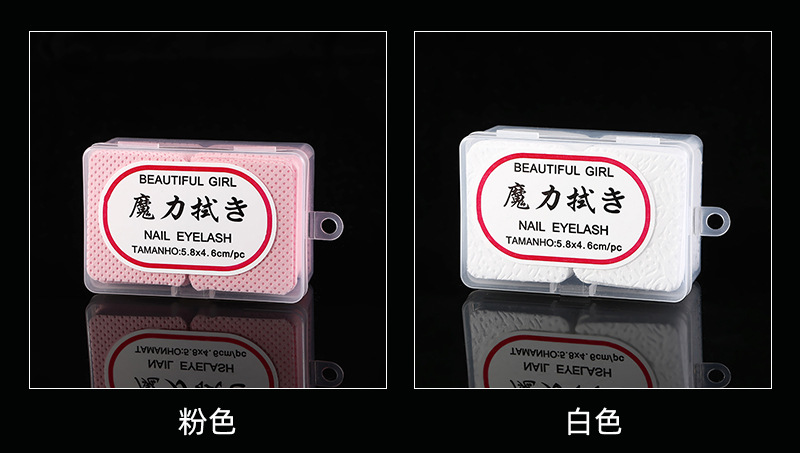 BEAUTIFUL GIRL
魔力拭き
NAIL EYELASH
TAMANHO:5.8x4.6cm/pc
粉色
BEAUTIFUL GIRL
魔力拭き
NAIL EYELASH
TAMANHO:5.8x4.6cm/pc
白色